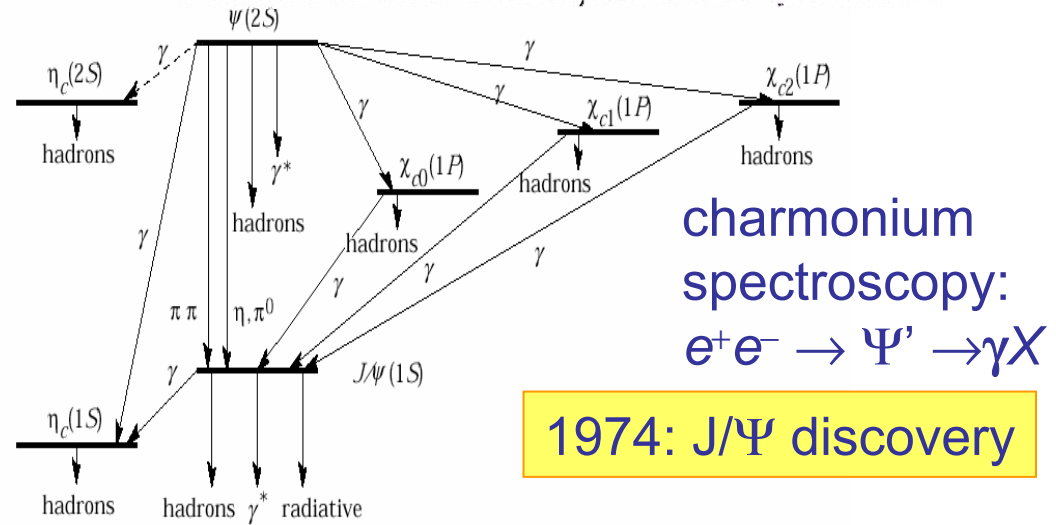 ψ(2S)
γ
η_c(2S)
hadrons
γ
γ
γ
γ*
hadrons
χ_c0(1P)
hadrons
χ_c1(1P)
hadrons
χ_c2(1P)
hadrons
γ
γ
γ
γ
ππ
η,π⁰
γ
J/ψ(1S)
η_c(1S)
hadrons
hadrons γ* radiative
charmonium
spectroscopy:
e⁺e⁻ → Ψ’ →γX
1974: J/Ψ discovery